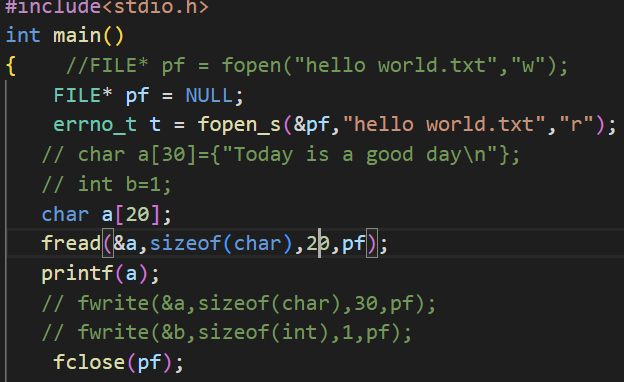 #include<stdio.h>
int main()
{    //FILE* pf = fopen("hello world.txt","w");
    FILE* pf = NULL;
    errno_t t = fopen_s(&pf,"hello world.txt","r");
   // char a[30]={"Today is a good day\n"};
   // int b=1;
   char a[20];
   fread(&a,sizeof(char),20,pf);
   printf(a);
   // fwrite(&a,sizeof(char),30,pf);
   // fwrite(&b,sizeof(int),1,pf);
    fclose(pf);